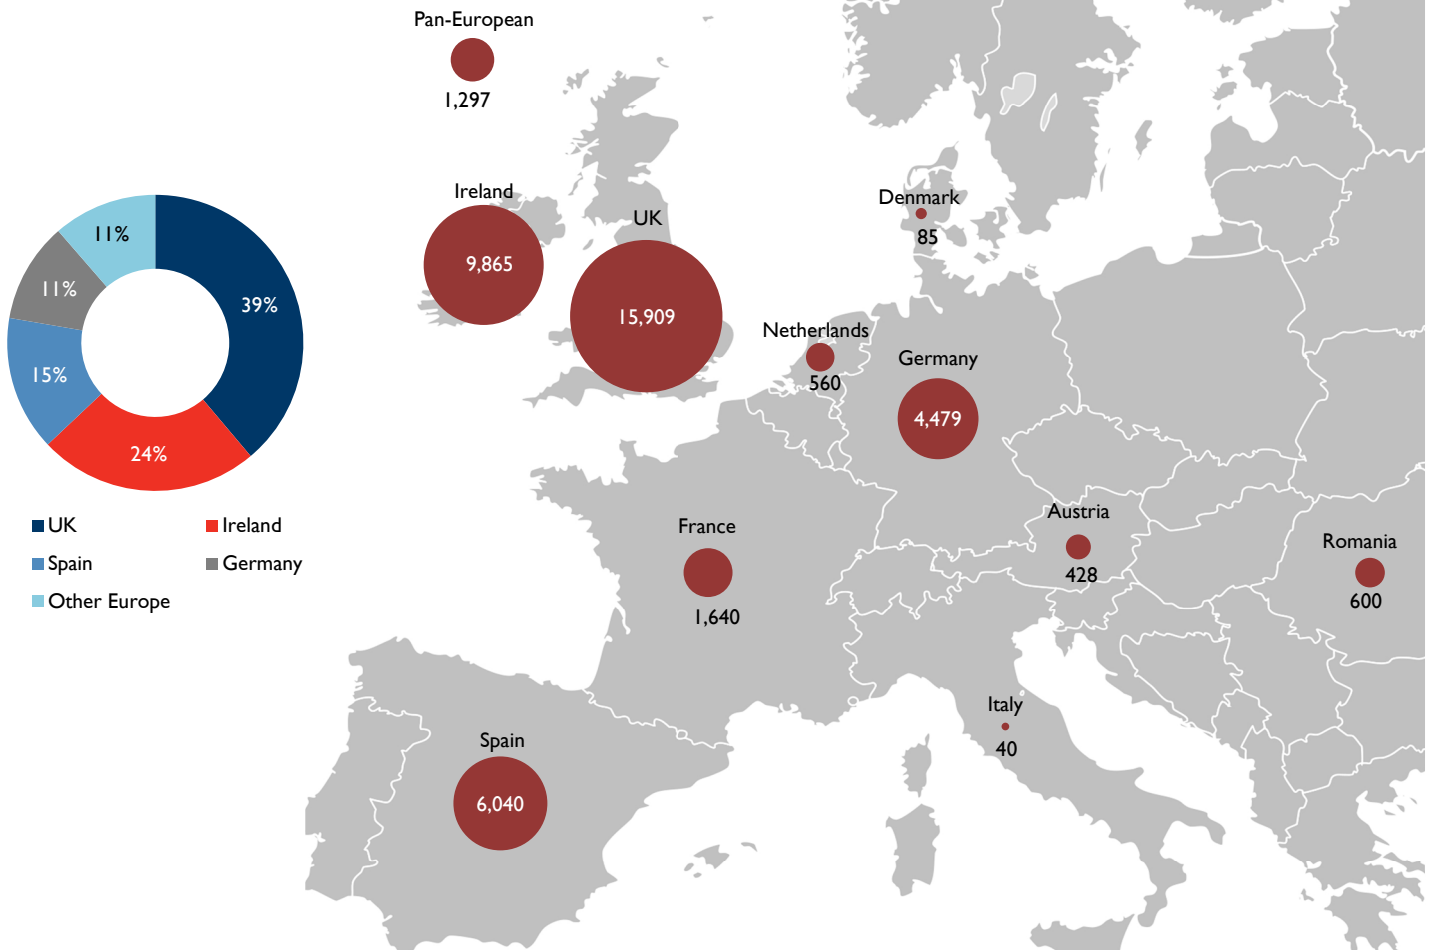 Pan-European
1,297
Ireland
9,865
UK
15,909
Denmark
85
Netherlands
560
Germany
4,479
France
1,640
Austria
428
Romania
600
Italy
40
Spain
6,040
11%
39%
11%
15%
24%
UK
Ireland
Spain
Germany
Other Europe